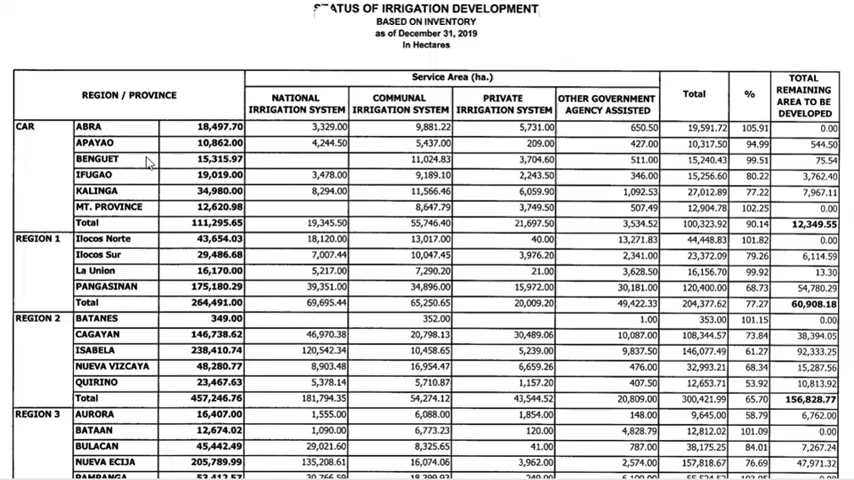 STATUS OF IRRIGATION DEVELOPMENT
BASED ON INVENTORY
as of December 31, 2019
In Hectares
REGION / PROVINCE Service Area (ha.) Total % TOTAL REMAINING AREA TO BE DEVELOPED
NATIONAL IRRIGATION SYSTEM COMMUNAL IRRIGATION SYSTEM PRIVATE IRRIGATION SYSTEM OTHER GOVERNMENT AGENCY ASSISTED
CAR ABRA 18,497.70 3,329.00 9,881.22 5,731.00 650.50 19,591.72 105.91 0.00
APAYAO 10,862.00 4,244.50 5,437.00 209.00 427.00 10,317.50 94.99 544.50
BENGUET 15,315.97 11,024.83 3,704.60 511.00 15,240.43 99.51 75.54
IFUGAO 19,019.00 3,478.00 9,189.10 2,243.50 346.00 15,256.60 80.22 3,762.40
KALINGA 34,980.00 8,294.00 11,566.46 6,059.90 1,092.53 27,012.89 77.22 7,967.11
MT. PROVINCE 12,620.98 8,647.79 3,749.50 507.49 12,904.78 102.25 0.00
Total 111,295.65 19,345.50 55,746.40 21,697.50 3,534.52 100,323.92 90.14 12,349.55
REGION 1 Ilocos Norte 43,654.03 18,120.00 13,017.00 40.00 13,271.83 44,448.83 101.82 0.00
Ilocos Sur 29,486.68 7,007.44 10,047.45 3,976.20 2,341.00 23,372.09 79.26 6,114.59
La Union 16,170.00 5,217.00 7,290.20 21.00 3,628.50 16,156.70 99.92 13.30
PANGASINAN 175,180.29 39,351.00 34,896.00 15,972.00 30,181.00 120,400.00 68.73 54,780.29
Total 264,491.00 69,695.44 65,250.65 20,009.20 49,422.33 204,377.62 77.27 60,908.18
REGION 2 BATANES 349.00 352.00 1.00 353.00 101.15 0.00
CAGAYAN 146,738.62 46,970.38 20,798.13 30,489.06 10,087.00 108,344.57 73.84 38,394.05
ISABELA 238,410.74 120,542.34 10,458.65 5,239.00 9,837.50 146,077.49 61.27 92,333.25
NUEVA VIZCAYA 48,280.77 8,903.48 16,954.47 6,659.26 476.00 32,993.21 68.34 15,287.56
QUIRINO 23,467.63 5,378.14 5,710.87 1,157.20 407.50 12,653.71 53.92 10,813.92
Total 457,246.76 181,794.35 54,274.12 43,544.52 20,809.00 300,421.99 65.70 156,828.77
REGION 3 AURORA 16,407.00 1,555.00 6,088.00 1,854.00 148.00 9,645.00 58.79 6,762.00
BATAAN 12,674.02 1,090.00 6,773.23 120.00 4,828.79 12,812.02 101.09 0.00
BULACAN 45,442.49 29,021.60 8,325.65 41.00 787.00 38,175.25 84.01 7,267.24
NUEVA ECIJA 205,789.99 135,208.61 16,074.06 3,962.00 2,574.00 157,818.67 76.69 47,971.32
PAMPANGA